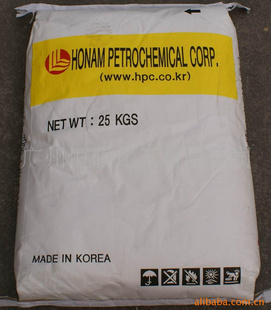 HONAM PETROCHEMICAL CORP.
(www.hpc.co.kr)
NET WT : 25 KGS
MADE IN KOREA
alibaba.com.cn